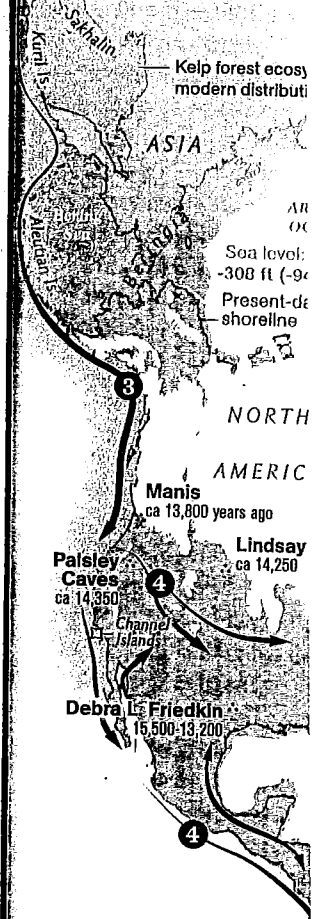 Sakhalin
Kuril Is.
Kelp forest ecosy
modern distributi
ASIA
Aleutian Is.
Beringia
Sea level:
-308 ft (-94
Present-da
shoreline
3
NORTH
AMERIC
Manis
ca 13,800 years ago
Lindsay
ca 14,250
Paisley
Caves
ca 14,350
4
Channel
Islands
Debra L. Friedkin
15,500-13,200
4